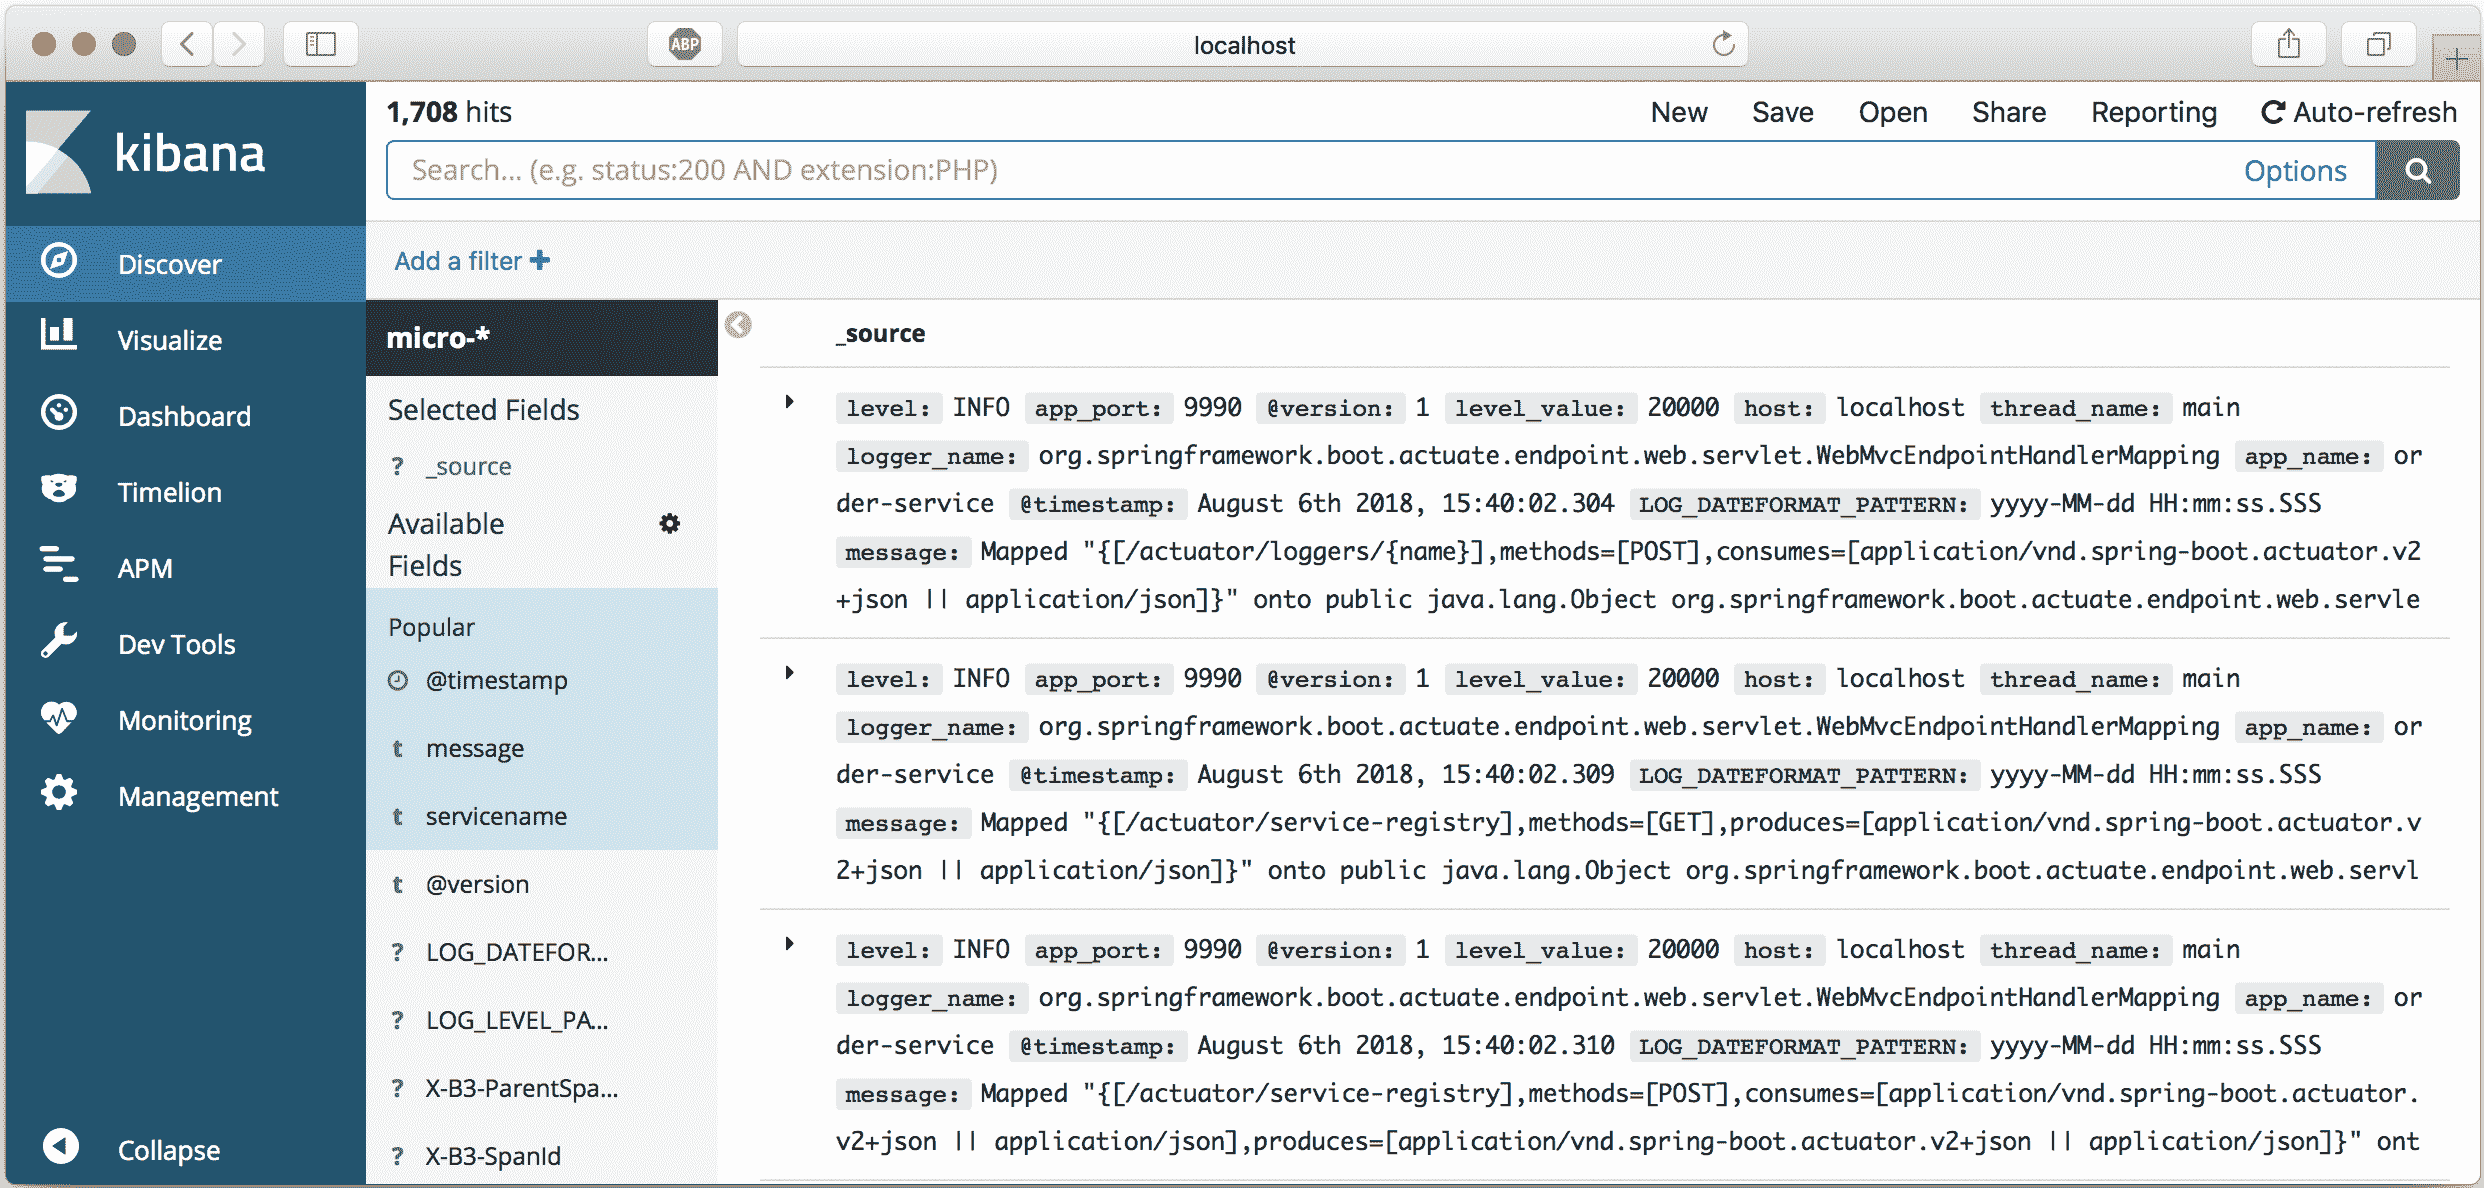 ABP
localhost
kibana
Discover
Visualize
Dashboard
Timelion
APM
Dev Tools
Monitoring
Management
Collapse
1,708 hits
New Save Open Share Reporting Auto-refresh
Search... (e.g. status:200 AND extension:PHP) Options
Add a filter +
micro-*
Selected Fields
? _source
Available
Fields
Popular
@timestamp
t message
t servicename
t @version
? LOG_DATEFOR...
? LOG_LEVEL_PA...
? X-B3-ParentSpa...
? X-B3-SpanId
_source
level: INFO app_port: 9990 @version: 1 level_value: 20000 host: localhost thread_name: main
logger_name: org.springframework.boot.actuate.endpoint.web.servlet.WebMvcEndpointHandlerMapping app_name: or
der-service @timestamp: August 6th 2018, 15:40:02.304 LOG_DATEFORMAT_PATTERN: yyyy-MM-dd HH:mm:ss.SSS
message: Mapped "{[/actuator/loggers/{name}],methods=[POST],consumes=[application/vnd.spring-boot.actuator.v2
+json || application/json]}" onto public java.lang.Object org.springframework.boot.actuate.endpoint.web.servle
level: INFO app_port: 9990 @version: 1 level_value: 20000 host: localhost thread_name: main
logger_name: org.springframework.boot.actuate.endpoint.web.servlet.WebMvcEndpointHandlerMapping app_name: or
der-service @timestamp: August 6th 2018, 15:40:02.309 LOG_DATEFORMAT_PATTERN: yyyy-MM-dd HH:mm:ss.SSS
message: Mapped "{[/actuator/service-registry],methods=[GET],produces=[application/vnd.spring-boot.actuator.v
2+json || application/json]}" onto public java.lang.Object org.springframework.boot.actuate.endpoint.web.servl
level: INFO app_port: 9990 @version: 1 level_value: 20000 host: localhost thread_name: main
logger_name: org.springframework.boot.actuate.endpoint.web.servlet.WebMvcEndpointHandlerMapping app_name: or
der-service @timestamp: August 6th 2018, 15:40:02.310 LOG_DATEFORMAT_PATTERN: yyyy-MM-dd HH:mm:ss.SSS
message: Mapped "{[/actuator/service-registry],methods=[POST],consumes=[application/vnd.spring-boot.actuator.
v2+json || application/json],produces=[application/vnd.spring-boot.actuator.v2+json || application/json]}" ont